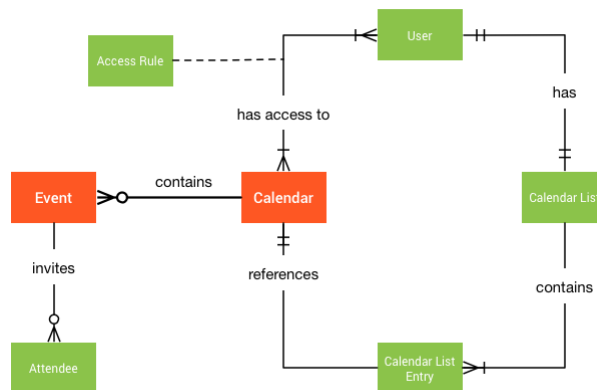 User
Access Rule
has
has access to
contains
Event
Calendar
Calendar List
invites
references
contains
Attendee
Calendar List
Entry